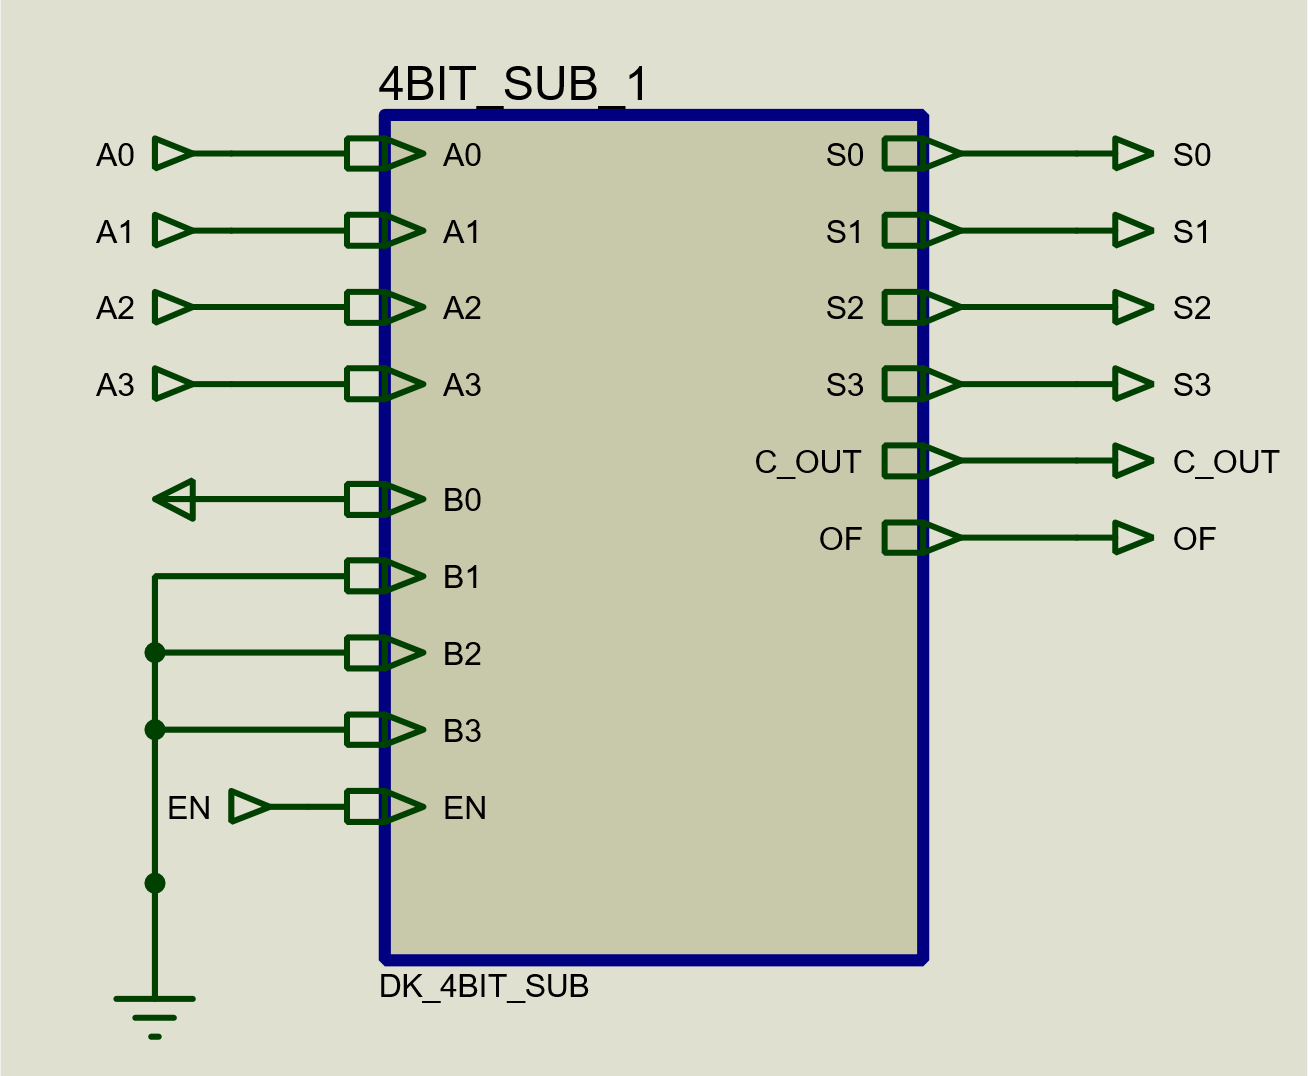 4BIT_SUB_1
A0 A0 S0 S0
A1 A1 S1 S1
A2 A2 S2 S2
A3 A3 S3 S3
C_OUT C_OUT
B0
OF OF
B1
B2
B3
EN EN
DK_4BIT_SUB